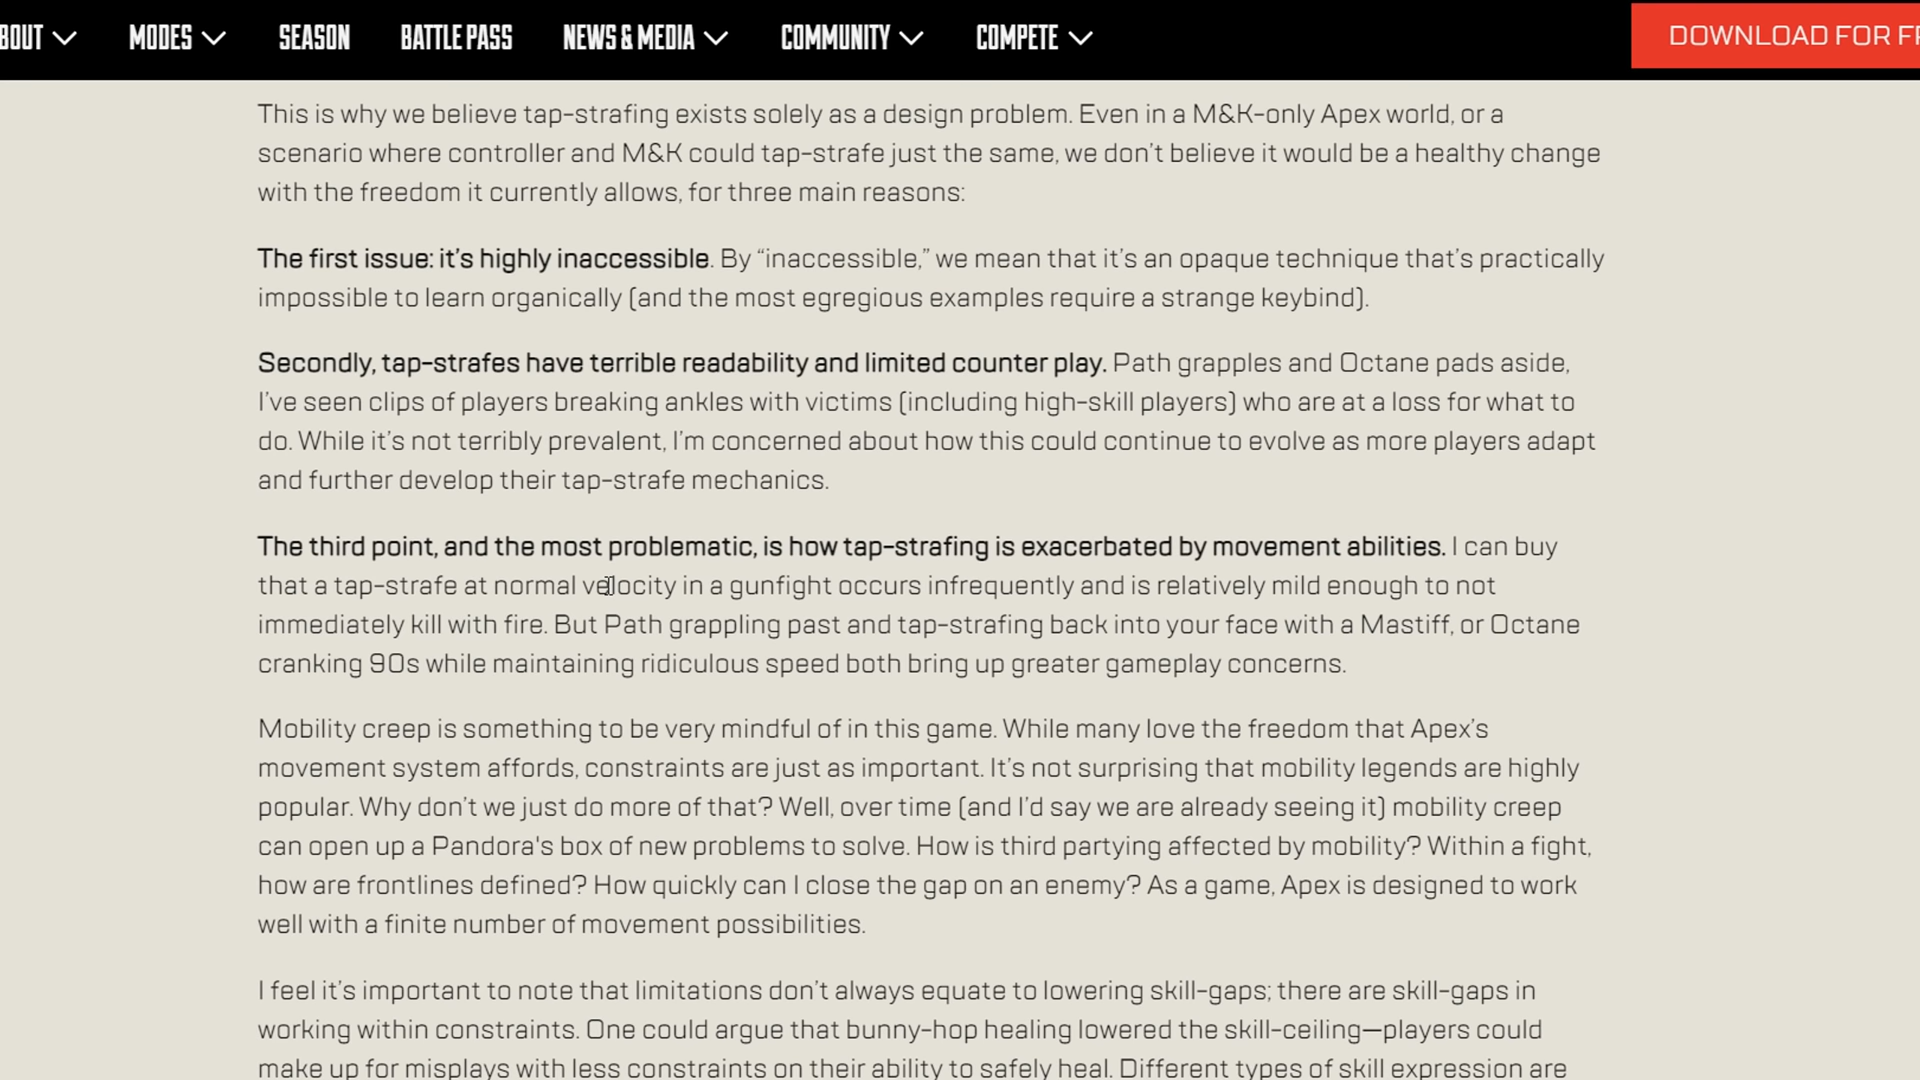 BOUT MODES SEASON BATTLE PASS NEWS & MEDIA COMMUNITY COMPETE DOWNLOAD FOR FR
This is why we believe tap-strafing exists solely as a design problem. Even in a M&K-only Apex world, or a
scenario where controller and M&K could tap-strafe just the same, we don't believe it would be a healthy change
with the freedom it currently allows, for three main reasons:
The first issue: it's highly inaccessible. By “inaccessible,” we mean that it's an opaque technique that's practically
impossible to learn organically (and the most egregious examples require a strange keybind).
Secondly, tap-strafes have terrible readability and limited counter play. Path grapples and Octane pads aside,
I've seen clips of players breaking ankles with victims (including high-skill players) who are at a loss for what to
do. While it's not terribly prevalent, I'm concerned about how this could continue to evolve as more players adapt
and further develop their tap-strafe mechanics.
The third point, and the most problematic, is how tap-strafing is exacerbated by movement abilities. I can buy
that a tap-strafe at normal velocity in a gunfight occurs infrequently and is relatively mild enough to not
immediately kill with fire. But Path grappling past and tap-strafing back into your face with a Mastiff, or Octane
cranking 90s while maintaining ridiculous speed both bring up greater gameplay concerns.
Mobility creep is something to be very mindful of in this game. While many love the freedom that Apex's
movement system affords, constraints are just as important. It's not surprising that mobility legends are highly
popular. Why don't we just do more of that? Well, over time (and I'd say we are already seeing it) mobility creep
can open up a Pandora's box of new problems to solve. How is third partying affected by mobility? Within a fight,
how are frontlines defined? How quickly can I close the gap on an enemy? As a game, Apex is designed to work
well with a finite number of movement possibilities.
I feel it's important to note that limitations don't always equate to lowering skill-gaps; there are skill-gaps in
working within constraints. One could argue that bunny-hop healing lowered the skill-ceiling—players could
make up for misplays with less constraints on their ability to safely heal. Different types of skill expression are